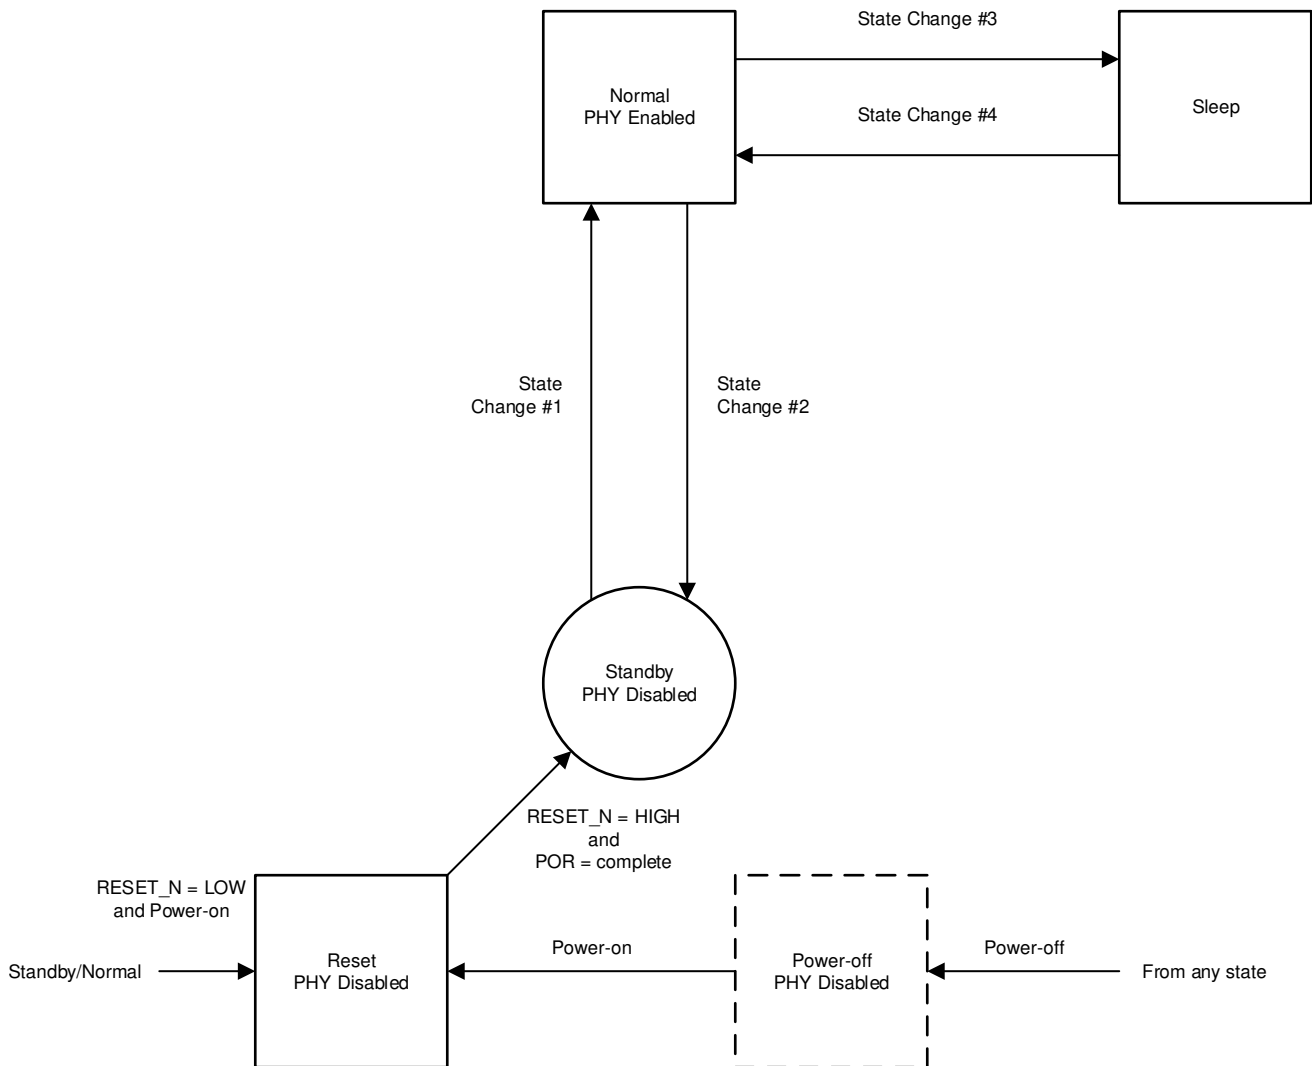 State Change #3
Normal
PHY Enabled
State Change #4
Sleep
State
Change #1
State
Change #2
Standby
PHY Disabled
RESET_N = HIGH
and
POR = complete
RESET_N = LOW
and Power-on
Standby/Normal
Reset
PHY Disabled
Power-on
Power-off
PHY Disabled
Power-off
From any state